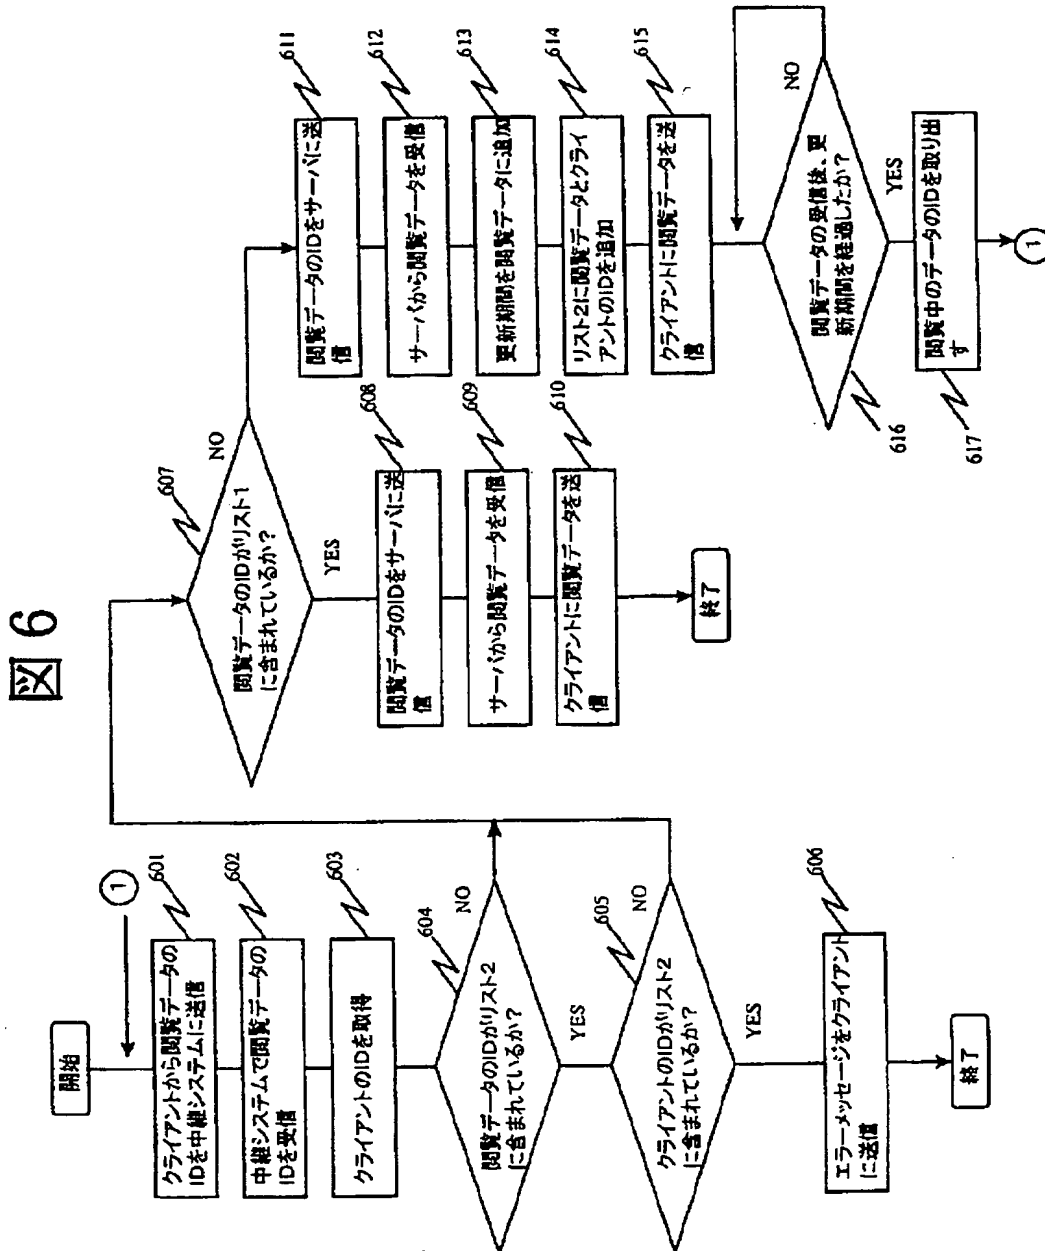 図 6
開始
1
クライアントから閲覧データの
IDを中継システムに送信
601
中継システムで閲覧データの
IDを受信
602
クライアントのIDを取得
603
閲覧データのIDがリスト2
に含まれているか?
604
NO
YES
クライアントのIDがリスト2
に含まれているか?
605
NO
YES
エラーメッセージをクライアント
に送信
606
終了
閲覧データのIDがリスト1
に含まれているか?
607
NO
YES
閲覧データのIDをサーバに送
信
608
サーバから閲覧データを受信
609
クライアントに閲覧データを送
信
610
終了
閲覧データのIDをサーバに送
信
611
サーバから閲覧データを受信
612
更新期間を閲覧データに追加
613
リスト2に閲覧データとクライ
アントのIDを追加
614
クライアントに閲覧データを送
信
615
閲覧データの受信後、更
新期間を経過したか?
616
NO
YES
閲覧中のデータのIDを取り出
す
617
1